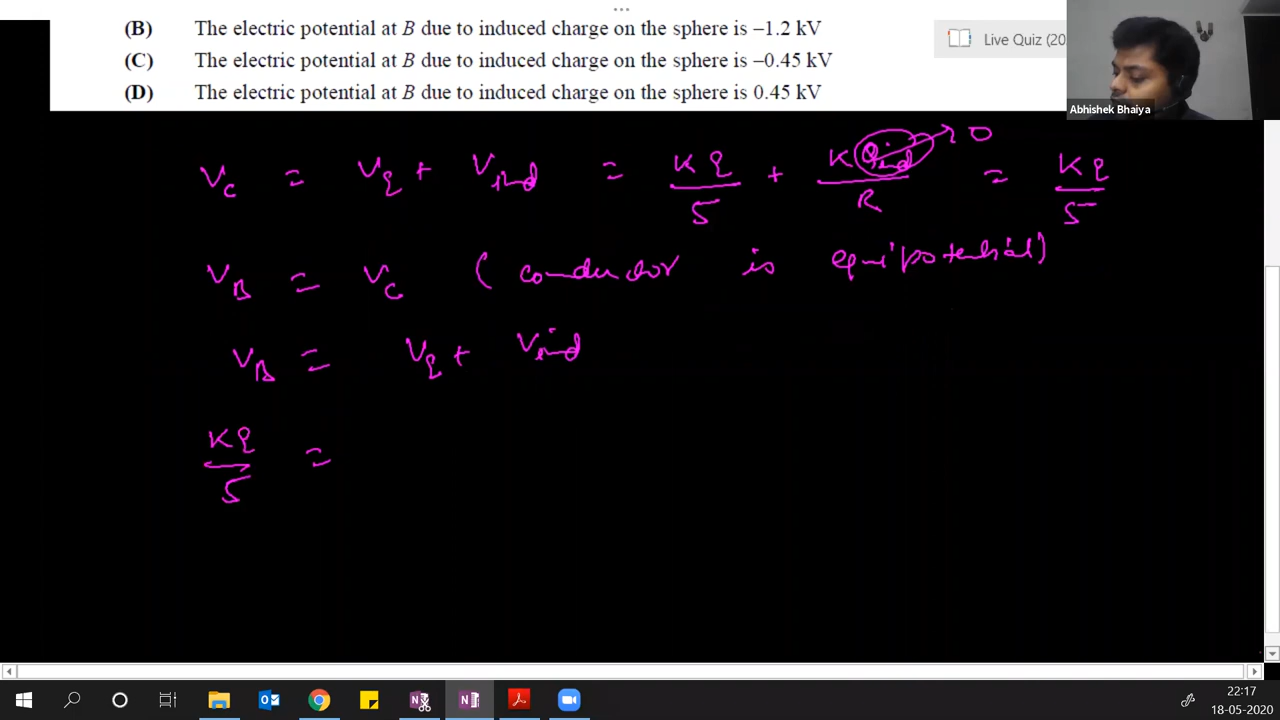 (B) The electric potential at B due to induced charge on the sphere is –1.2 kV
Live Quiz (20
(C) The electric potential at B due to induced charge on the sphere is –0.45 kV
(D) The electric potential at B due to induced charge on the sphere is 0.45 kV
Abhishek Bhaiya
V_C = V_q + V_ind = Kq/5 + K Q_ind/R → 0 = Kq/5
V_B = V_C (conductor is equipotential)
V_B = V_q + V_ind
Kq/5 =
22:17
18-05-2020